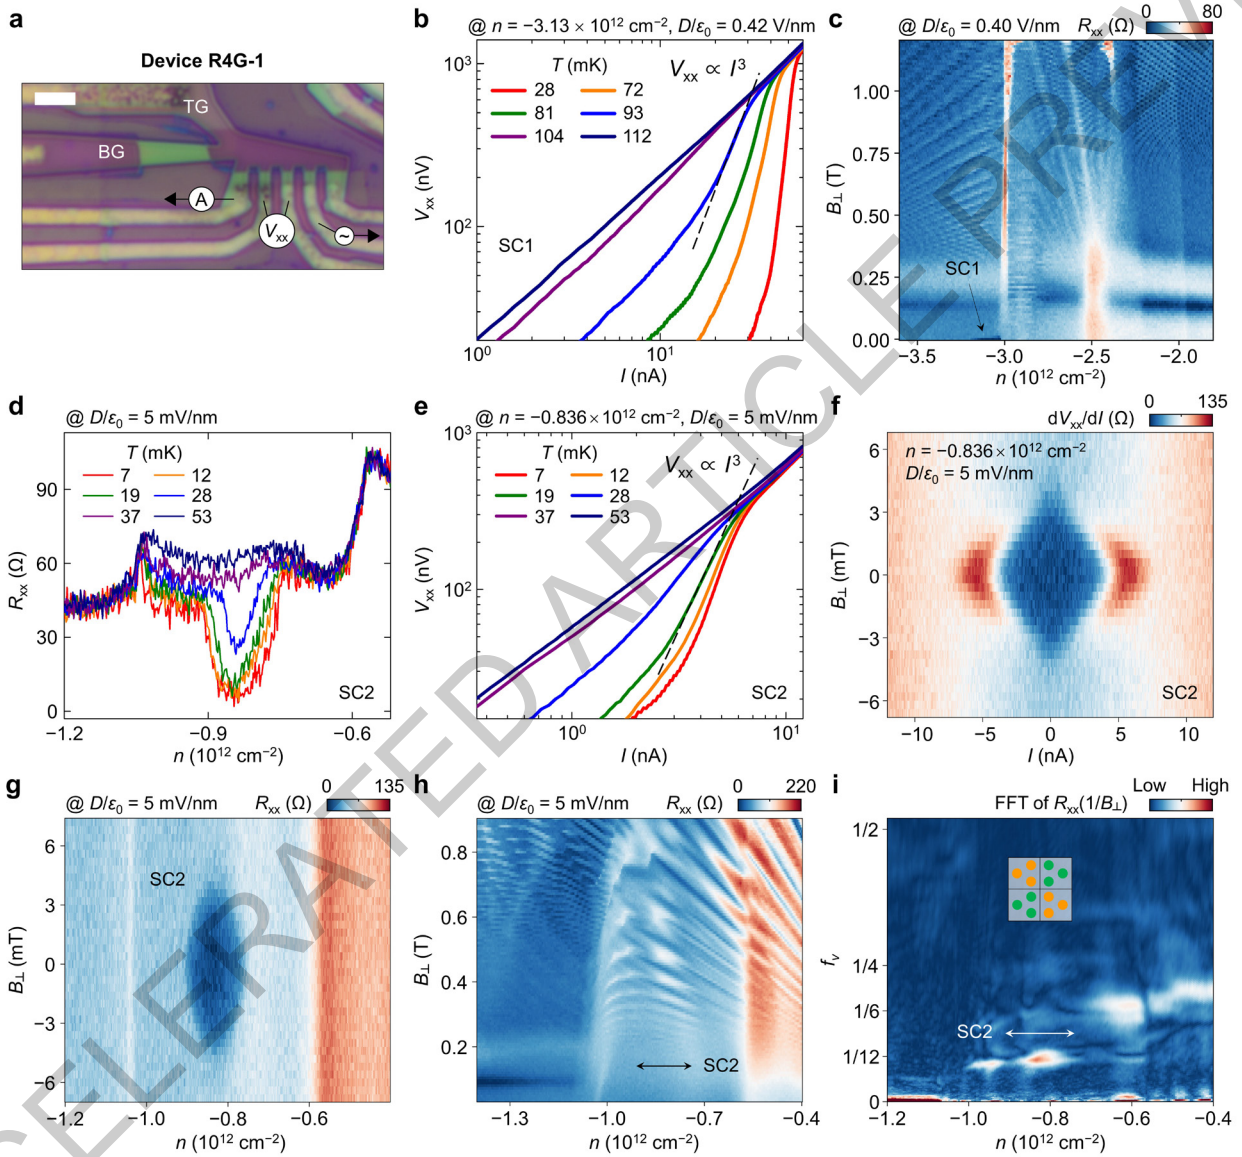 a
Device R4G-1
TG
BG
A
Vxx
~
b
@ n = −3.13 × 10¹² cm⁻², D/ε₀ = 0.42 V/nm
10³
10²
Vxx (nV)
T (mK)
28 72
81 93
104 112
Vxx ∝ I³
SC1
10⁰ 10¹
I (nA)
c
@ D/ε₀ = 0.40 V/nm
Rxx (Ω)
0 80
1.00
0.75
0.50
0.25
0.00
B⊥ (T)
SC1
−3.5 −3.0 −2.5 −2.0
n (10¹² cm⁻²)
d
@ D/ε₀ = 5 mV/nm
T (mK)
7 12
19 28
37 53
90
60
30
0
Rxx (Ω)
SC2
−1.2 −0.9 −0.6
n (10¹² cm⁻²)
e
@ n = −0.836×10¹² cm⁻², D/ε₀ = 5 mV/nm
10³
10²
Vxx (nV)
T (mK)
7 12
19 28
37 53
Vxx ∝ I³
SC2
10⁰ 10¹
I (nA)
f
dVxx/dI (Ω)
0 135
n = −0.836×10¹² cm⁻²
D/ε₀ = 5 mV/nm
6
3
0
−3
−6
B⊥ (mT)
SC2
−10 −5 0 5 10
I (nA)
g
@ D/ε₀ = 5 mV/nm
Rxx (Ω)
0 135
6
3
0
−3
−6
B⊥ (mT)
SC2
−1.2 −1.0 −0.8 −0.6
n (10¹² cm⁻²)
h
@ D/ε₀ = 5 mV/nm
Rxx (Ω)
0 220
0.8
0.6
0.4
0.2
B⊥ (T)
SC2
−1.3 −1.0 −0.7 −0.4
n (10¹² cm⁻²)
i
FFT of Rxx(1/B⊥)
Low High
1/2
1/4
1/6
1/12
0
fν
SC2
−1.2 −1.0 −0.8 −0.6 −0.4
n (10¹² cm⁻²)
CELERATED ARTICLE PREV